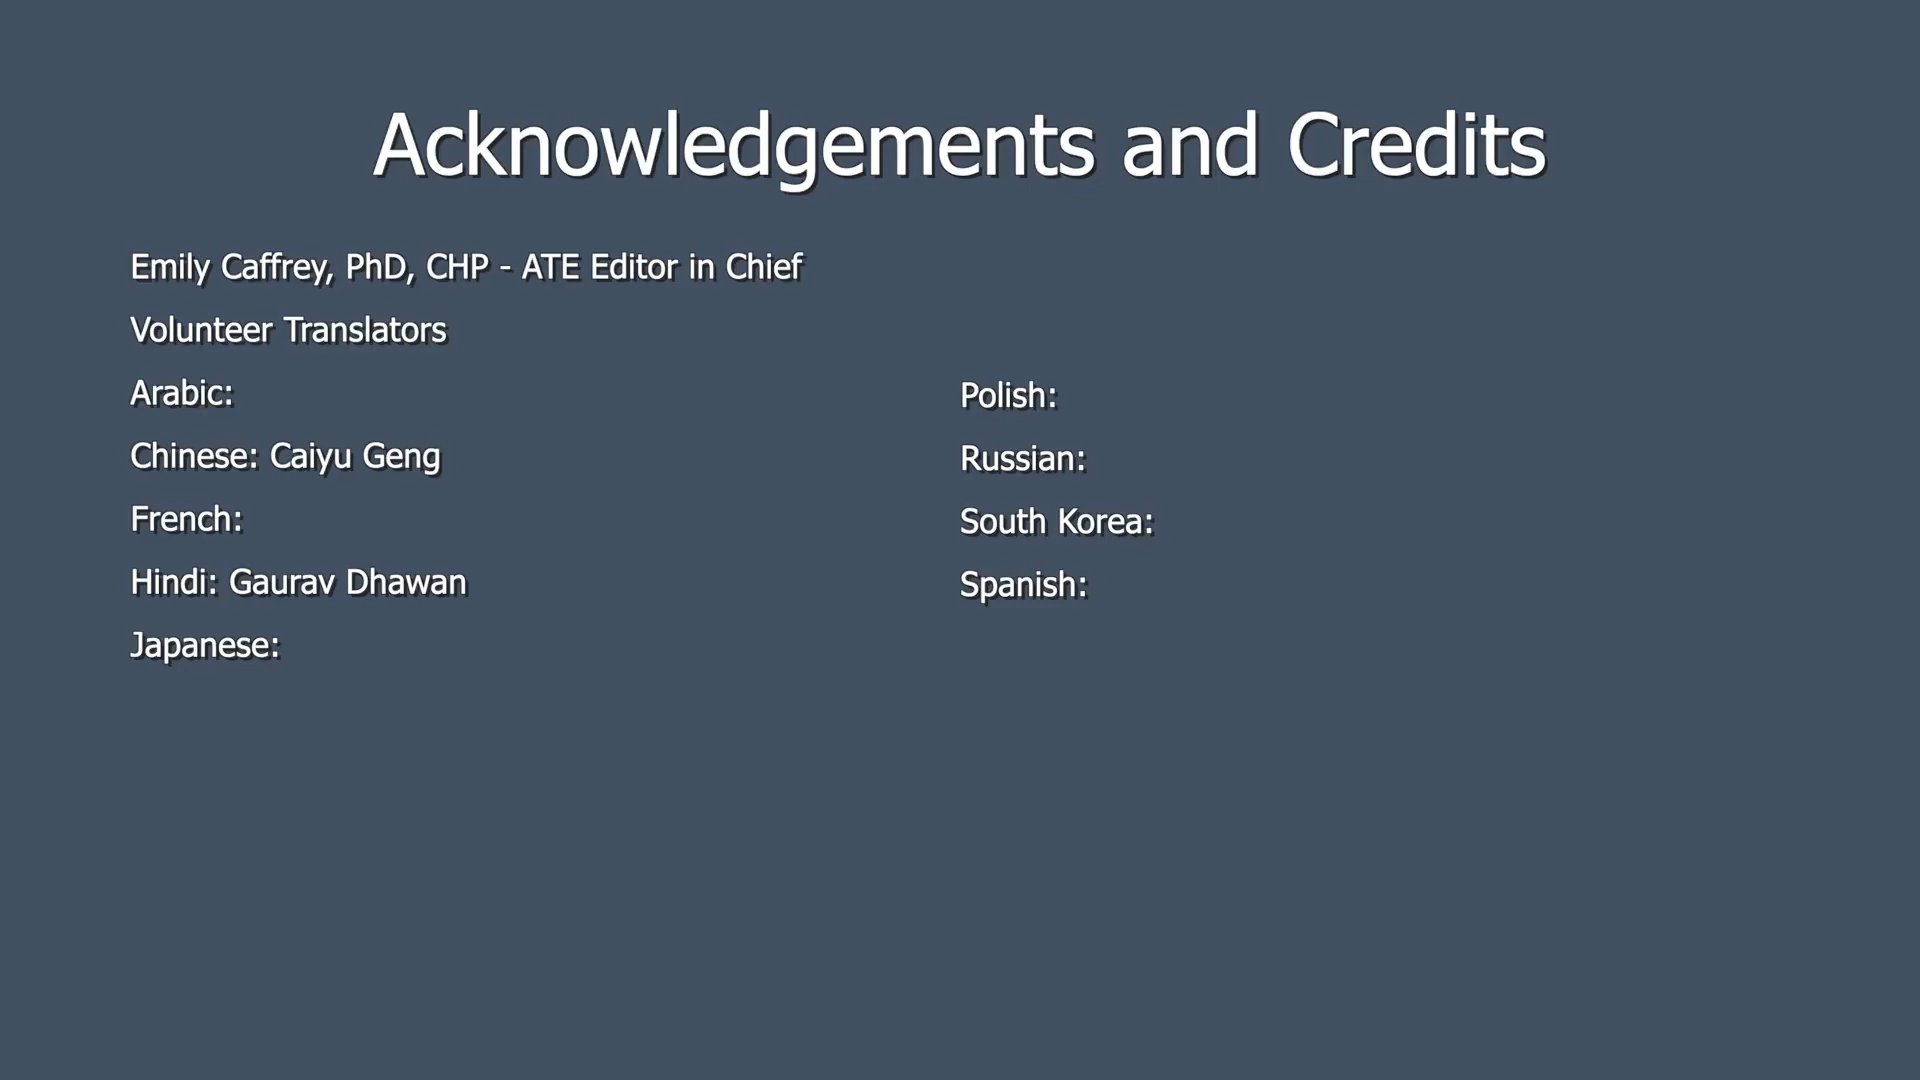 Acknowledgements and Credits
Emily Caffrey, PhD, CHP - ATE Editor in Chief
Volunteer Translators
Arabic:
Chinese: Caiyu Geng
French:
Hindi: Gaurav Dhawan
Japanese:
Polish:
Russian:
South Korea:
Spanish: